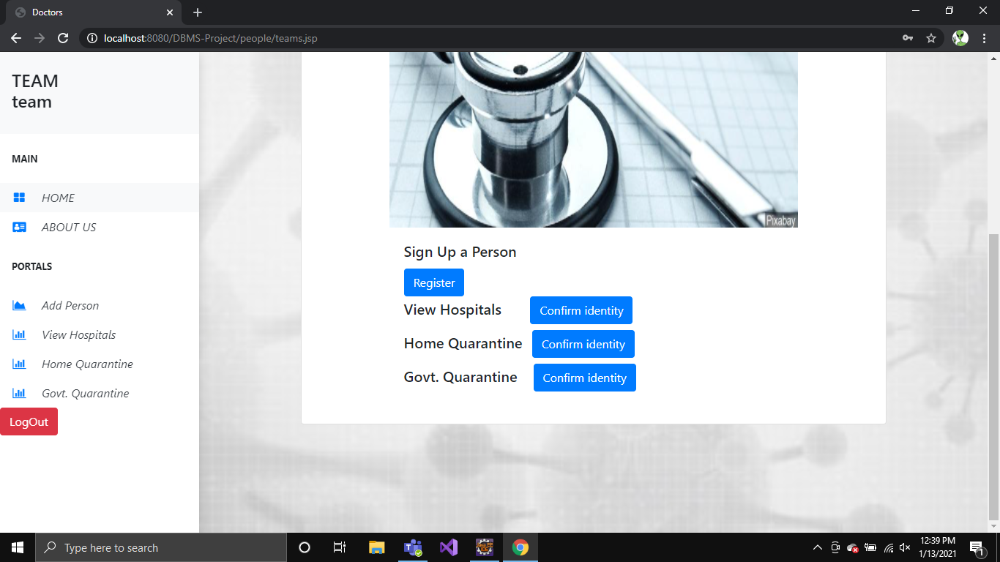 Doctors
localhost:8080/DBMS-Project/people/teams.jsp
TEAM
team
MAIN
HOME
ABOUT US
PORTALS
Add Person
View Hospitals
Home Quarantine
Govt. Quarantine
LogOut
Pixabay
Sign Up a Person
Register
View Hospitals Confirm identity
Home Quarantine Confirm identity
Govt. Quarantine Confirm identity
Type here to search
12:39 PM
1/13/2021
1